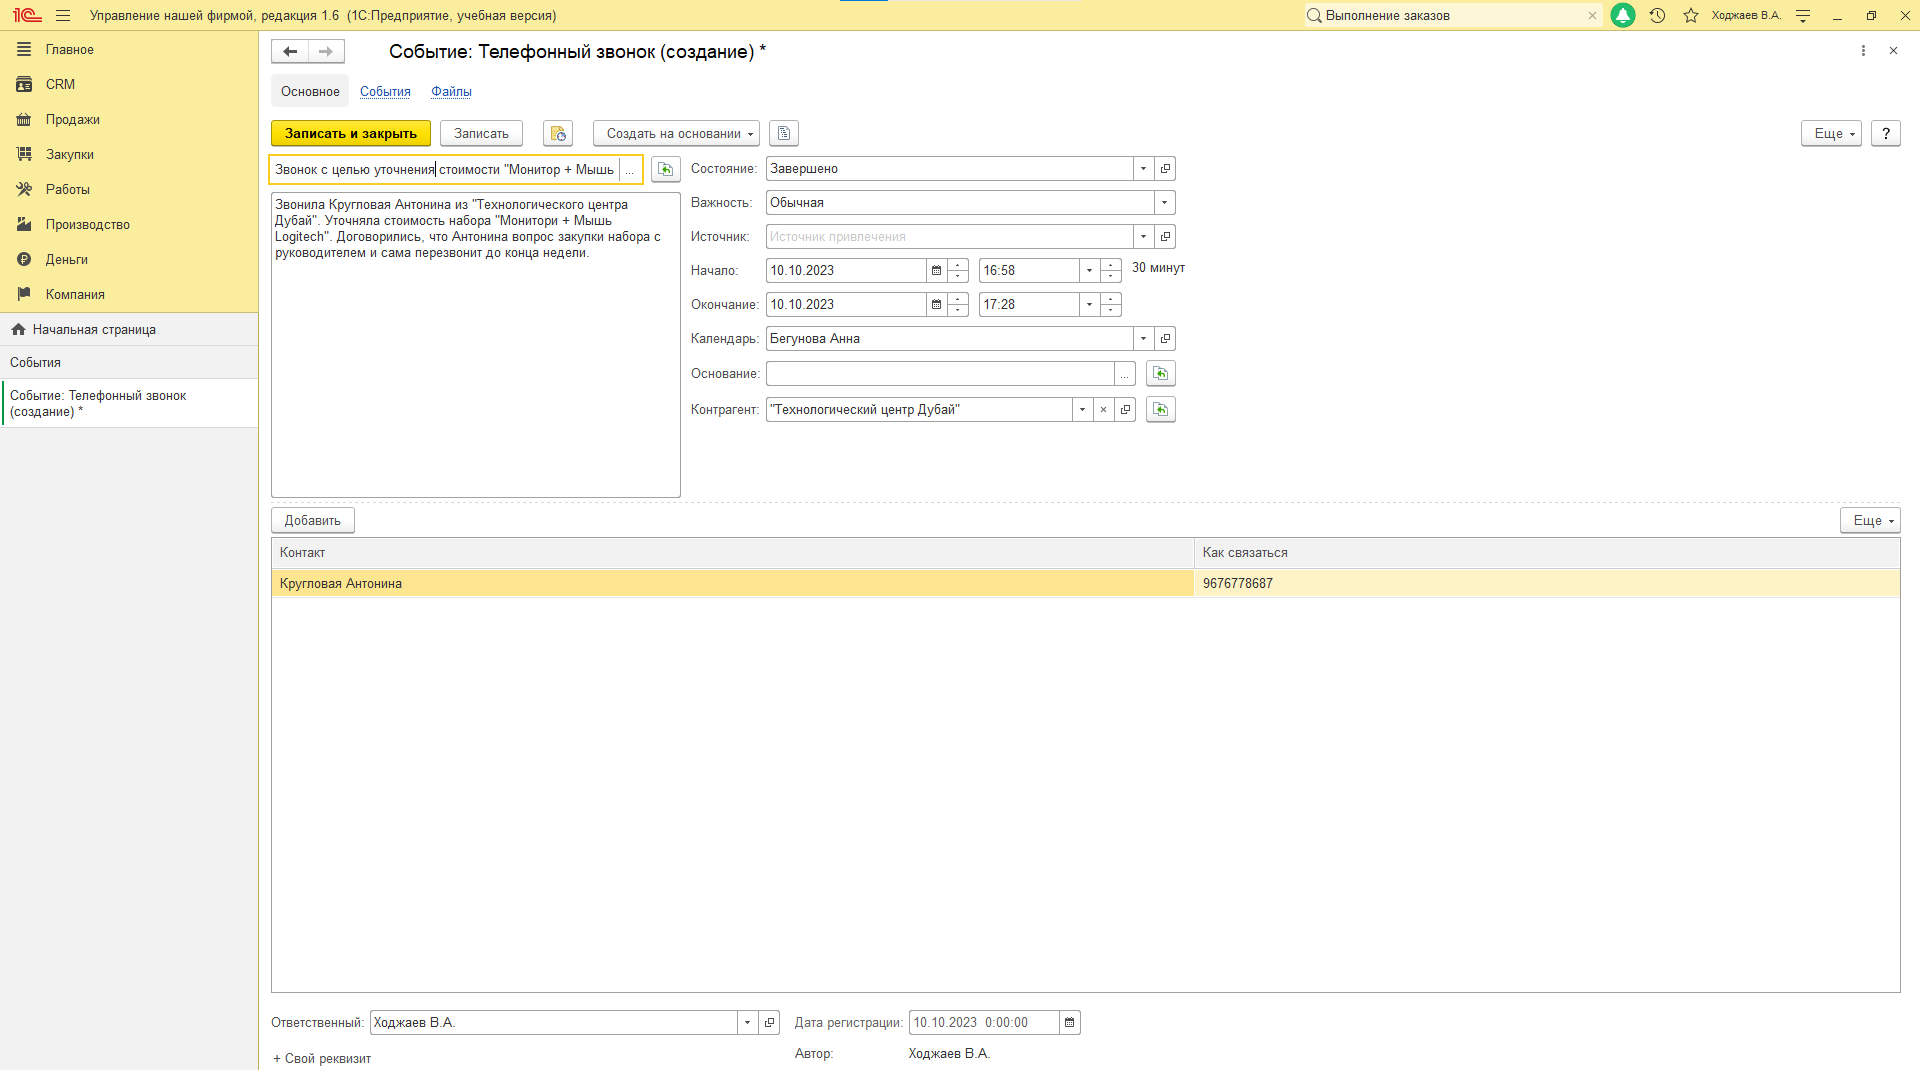 1С Управление нашей фирмой, редакция 1.6 (1С:Предприятие, учебная версия) Выполнение заказов Ходжаев В.А.
Главное
CRM
Продажи
Закупки
Работы
Производство
Деньги
Компания
Начальная страница
События
Событие: Телефонный звонок
(создание) *
Событие: Телефонный звонок (создание) *
Основное События Файлы
Записать и закрыть Записать Создать на основании Еще ?
Звонок с целью уточнения стоимости "Монитор + Мышь ...
Звонила Кругловая Антонина из "Технологического центра
Дубай". Уточняла стоимость набора "Монитори + Мышь
Logitech". Договорились, что Антонина вопрос закупки набора с
руководителем и сама перезвонит до конца недели.
Состояние: Завершено
Важность: Обычная
Источник: Источник привлечения
Начало: 10.10.2023 16:58 30 минут
Окончание: 10.10.2023 17:28
Календарь: Бегунова Анна
Основание: ...
Контрагент: "Технологический центр Дубай"
Добавить Еще
Контакт Как связаться
Кругловая Антонина 9676778687
Ответственный: Ходжаев В.А. Дата регистрации: 10.10.2023 0:00:00
+ Свой реквизит Автор: Ходжаев В.А.